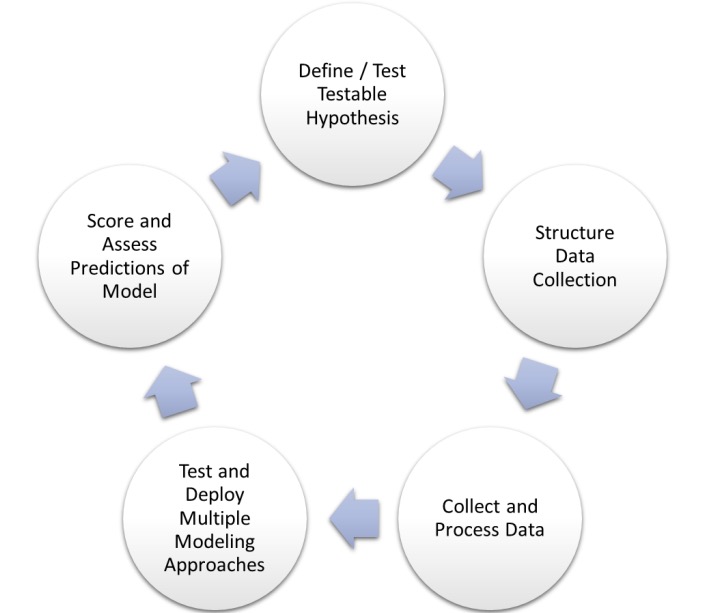 Define / Test
Testable
Hypothesis
Structure
Data
Collection
Collect and
Process Data
Test and
Deploy
Multiple
Modeling
Approaches
Score and
Assess
Predictions of
Model